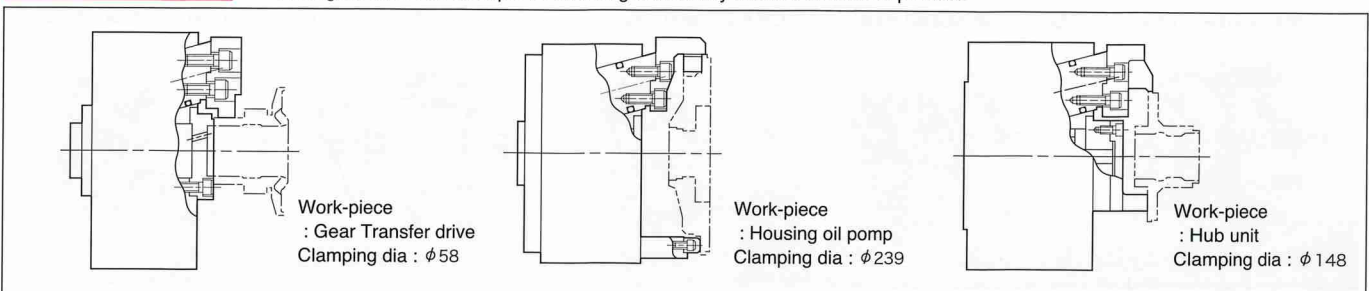 Work-piece
: Gear Transfer drive
Clamping dia : φ58
Work-piece
: Housing oil pomp
Clamping dia : φ239
Work-piece
: Hub unit
Clamping dia : φ148